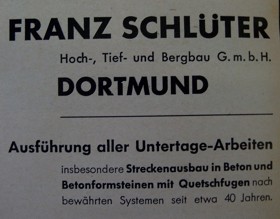 FRANZ SCHLÜTER
Hoch-, Tief- und Bergbau G.m.b.H.
DORTMUND
Ausführung aller Untertage-Arbeiten
insbesondere Streckenausbau in Beton und
Betonformsteinen mit Quetschfugen nach
bewährten Systemen seit etwa 40 Jahren.